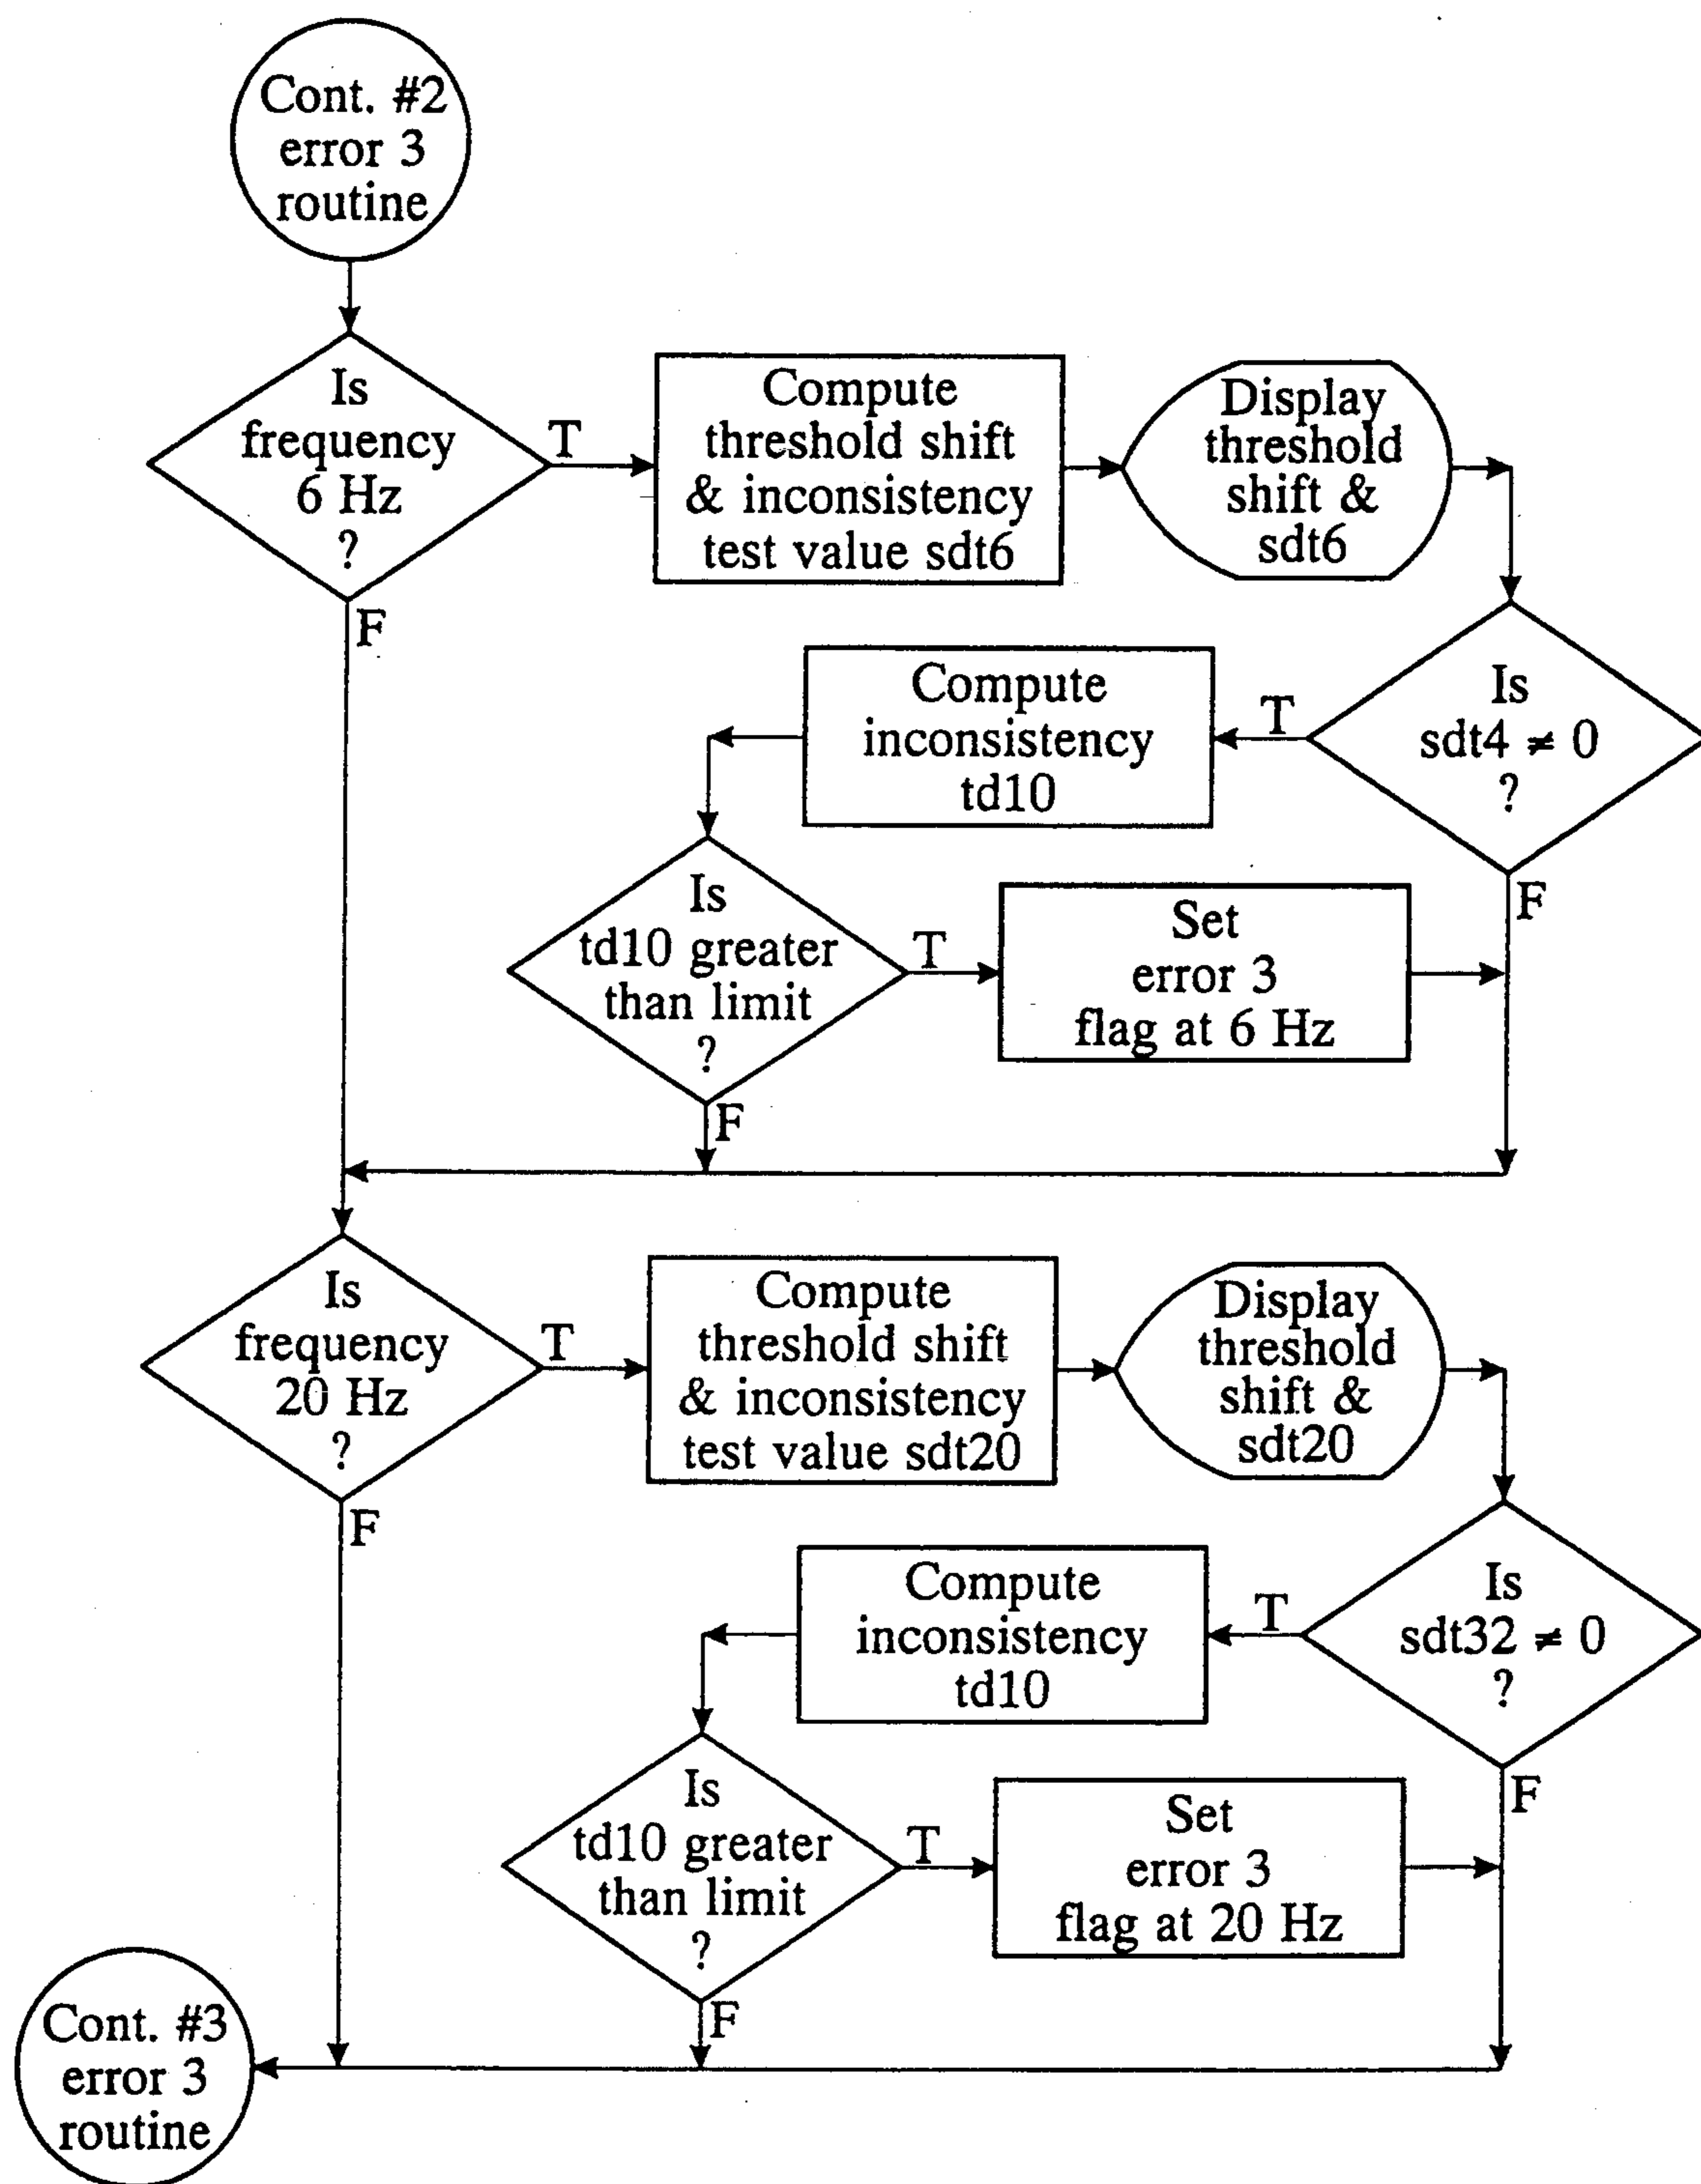 Cont. #2
error 3
routine
Is
frequency
6 Hz
?
T
F
Compute
threshold shift
& inconsistency
test value sdt6
Display
threshold
shift &
sdt6
Is
sdt4 ≠ 0
?
T
F
Compute
inconsistency
td10
Is
td10 greater
than limit
?
T
F
Set
error 3
flag at 6 Hz
Is
frequency
20 Hz
?
T
F
Compute
threshold shift
& inconsistency
test value sdt20
Display
threshold
shift &
sdt20
Is
sdt32 ≠ 0
?
T
F
Compute
inconsistency
td10
Is
td10 greater
than limit
?
T
F
Set
error 3
flag at 20 Hz
Cont. #3
error 3
routine